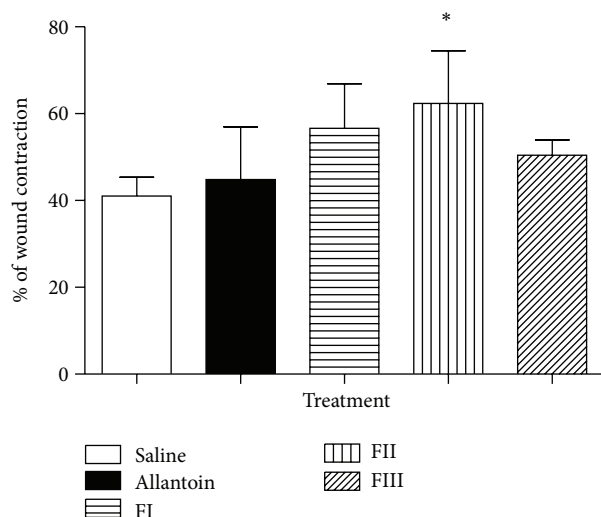 *
80
60
40
20
0
% of wound contraction
Treatment
Saline
Allantoin
FI
FII
FIII